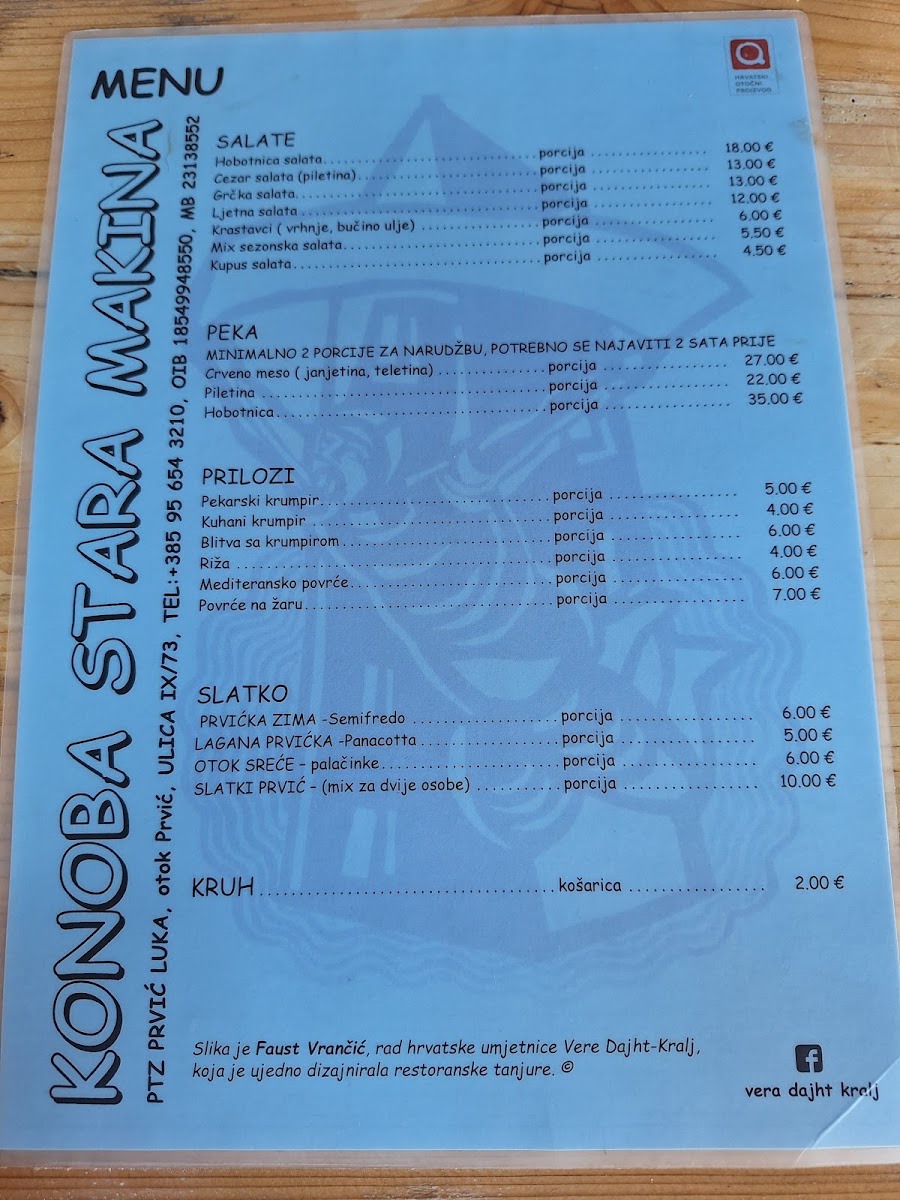 MENU
HRVATSKI
OTOČNI
PROIZVOD
KONOBA STARA MAKINA
PTZ PRVIĆ LUKA, otok Prvić, ULICA IX/73, TEL:+385 95 654 3210, OIB 18549948550, MB 23138552
SALATE
Hobotnica salata porcija 18.00 €
Cezar salata (piletina) porcija 13.00 €
Grčka salata porcija 13.00 €
Ljetna salata porcija 12.00 €
Krastavci ( vrhnje, bučino ulje) porcija 6.00 €
Mix sezonska salata porcija 5.50 €
Kupus salata porcija 4.50 €
PEKA
MINIMALNO 2 PORCIJE ZA NARUDŽBU, POTREBNO SE NAJAVITI 2 SATA PRIJE
Crveno meso ( janjetina, teletina) porcija 27.00 €
Piletina porcija 22.00 €
Hobotnica porcija 35.00 €
PRILOZI
Pekarski krumpir porcija 5.00 €
Kuhani krumpir porcija 4.00 €
Blitva sa krumpirom porcija 6.00 €
Riža porcija 4.00 €
Mediteransko povrće porcija 6.00 €
Povrće na žaru porcija 7.00 €
SLATKO
PRVIĆKA ZIMA -Semifredo porcija 6.00 €
LAGANA PRVIĆKA -Panacotta porcija 5.00 €
OTOK SREĆE - palačinke porcija 6.00 €
SLATKI PRVIĆ - (mix za dvije osobe) porcija 10.00 €
KRUH košarica 2.00 €
Slika je Faust Vrančić, rad hrvatske umjetnice Vere Dajht-Kralj,
koja je ujedno dizajnirala restoranske tanjure. ©
vera dajht kralj